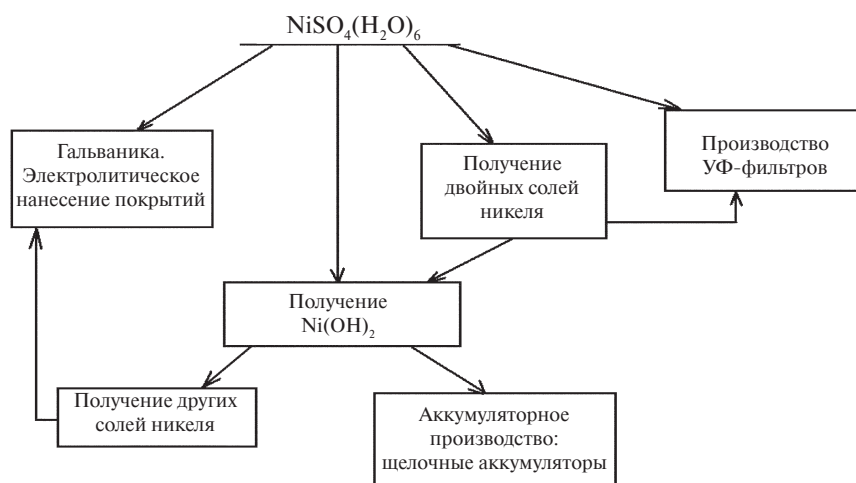 NiSO₄(H₂O)₆
Гальваника.
Электролитическое
нанесение покрытий
Получение
двойных солей
никеля
Производство
УФ-фильтров
Получение
Ni(OH)₂
Получение других
солей никеля
Аккумуляторное
производство:
щелочные аккумуляторы